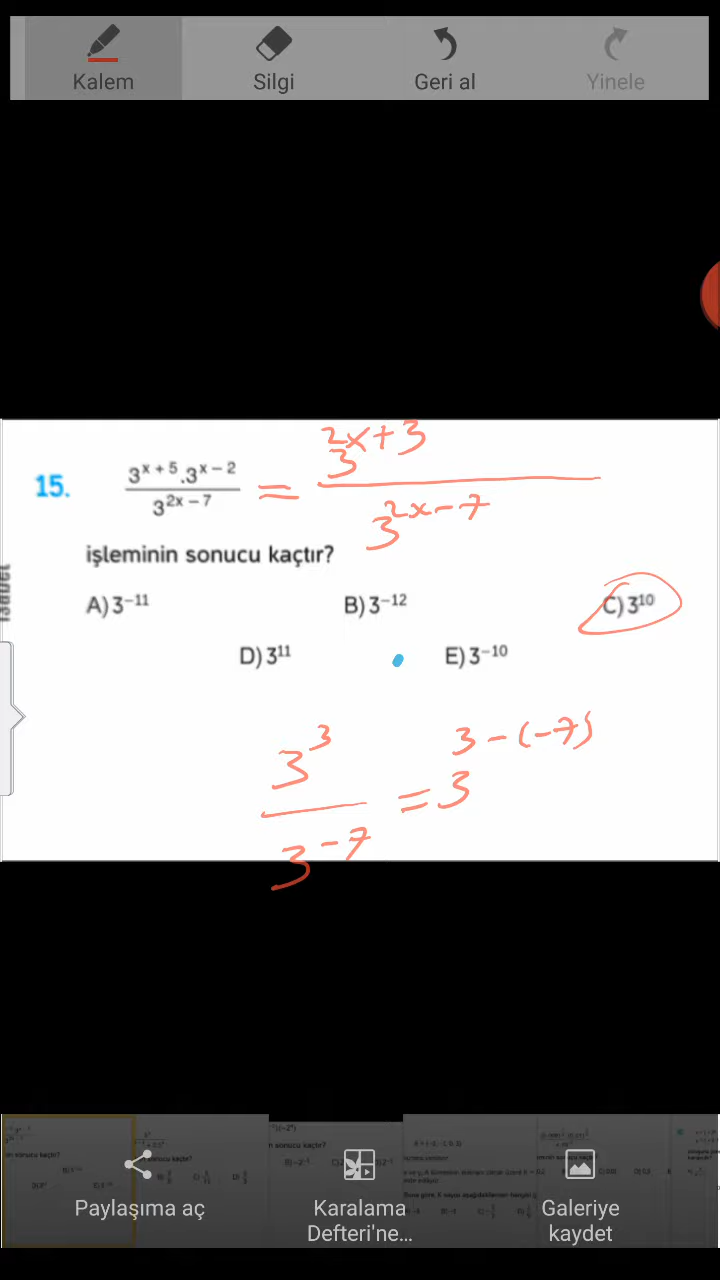 Kalem Silgi Geri al Yinele
2x+3
3
15. 3^x + 5 . 3^x – 2 =
3^2x – 7
3^2x-7
işleminin sonucu kaçtır?
A) 3^–11 B) 3^–12 C) 3^10
D) 3^11 E) 3^–10
3^3
3^-7 = 3^3-(-7)
Paylaşıma aç Karalama Defteri'ne... Galeriye kaydet